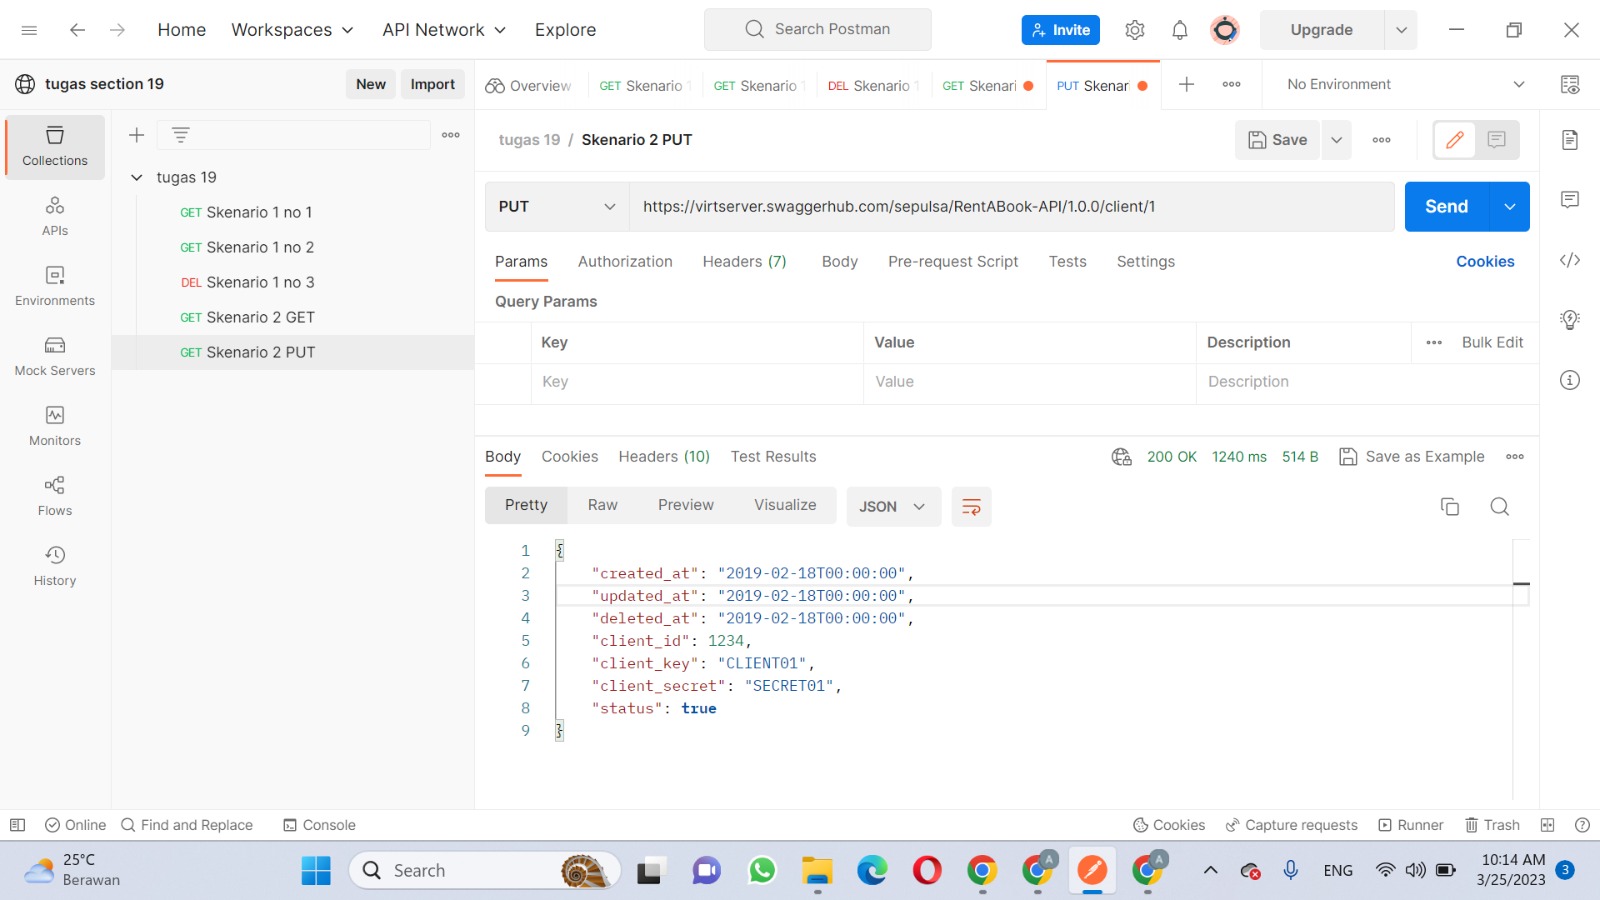 Home Workspaces API Network Explore Search Postman Invite Upgrade
tugas section 19 New Import Overview GET Skenario 1 GET Skenario 1 DEL Skenario 1 GET Skenari PUT Skenari No Environment
tugas 19 / Skenario 2 PUT Save
Collections
APIs
Environments
Mock Servers
Monitors
Flows
History
tugas 19
GET Skenario 1 no 1
GET Skenario 1 no 2
DEL Skenario 1 no 3
GET Skenario 2 GET
GET Skenario 2 PUT
PUT https://virtserver.swaggerhub.com/sepulsa/RentABook-API/1.0.0/client/1 Send
Params Authorization Headers (7) Body Pre-request Script Tests Settings Cookies
Query Params
Key Value Description Bulk Edit
Key Value Description
Body Cookies Headers (10) Test Results 200 OK 1240 ms 514 B Save as Example
Pretty Raw Preview Visualize JSON
1 {
2 "created_at": "2019-02-18T00:00:00",
3 "updated_at": "2019-02-18T00:00:00",
4 "deleted_at": "2019-02-18T00:00:00",
5 "client_id": 1234,
6 "client_key": "CLIENT01",
7 "client_secret": "SECRET01",
8 "status": true
9 }
Online Find and Replace Console Cookies Capture requests Runner Trash
25°C
Berawan
Search
A
A
ENG
10:14 AM
3/25/2023
3